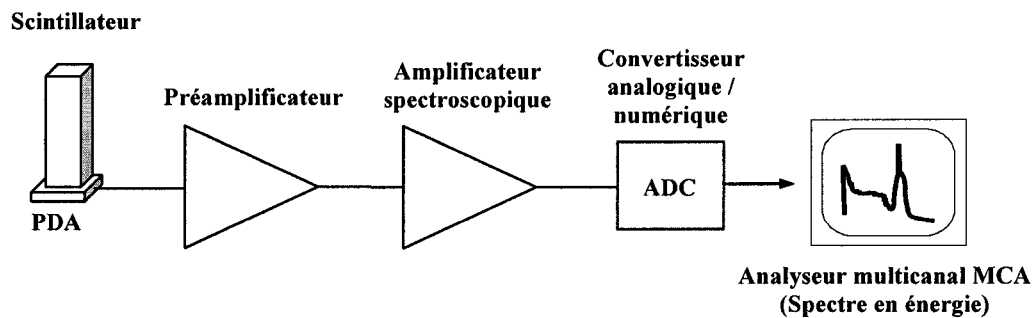 Scintillateur
PDA
Préamplificateur
Amplificateur
spectroscopique
Convertisseur
analogique /
numérique
ADC
Analyseur multicanal MCA
(Spectre en énergie)